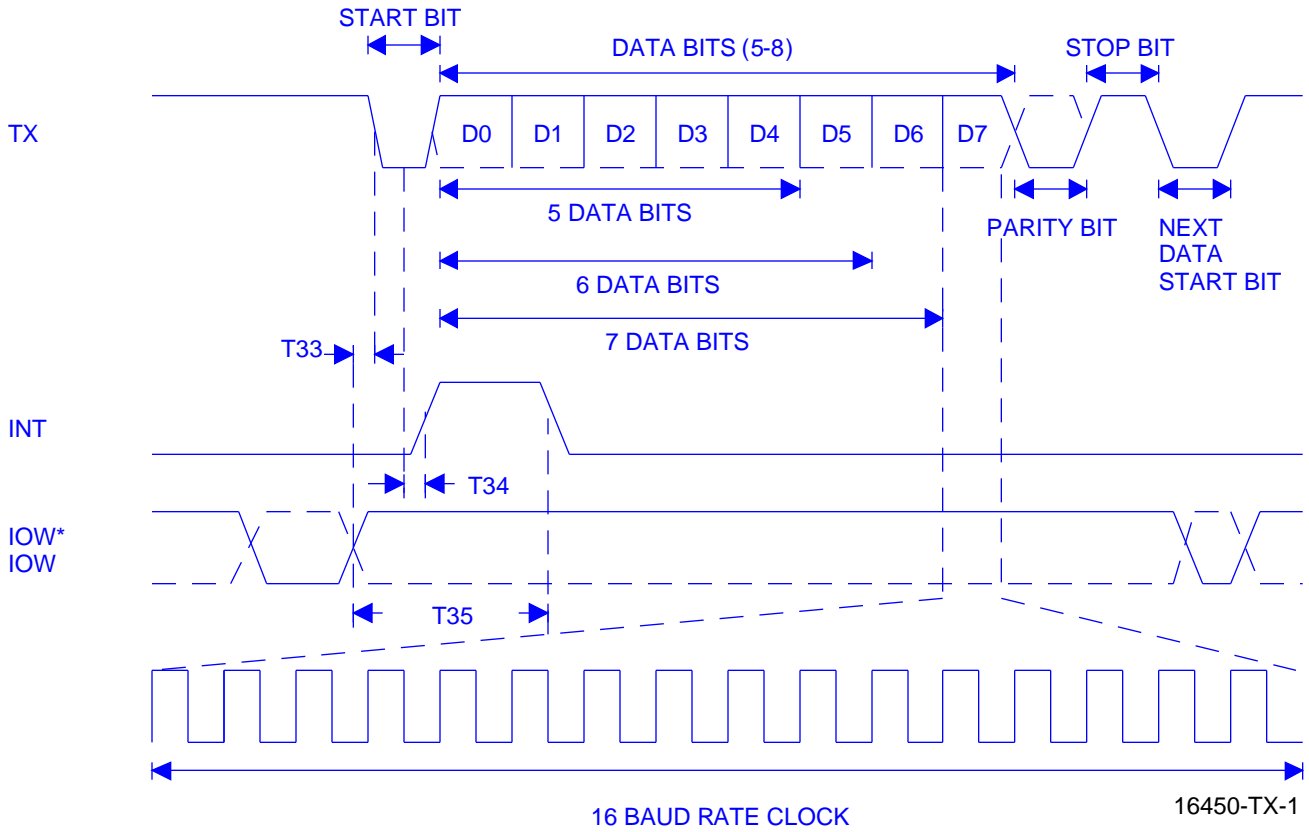 START BIT
DATA BITS (5-8)
STOP BIT
TX
D0 D1 D2 D3 D4 D5 D6 D7
5 DATA BITS
PARITY BIT
NEXT
DATA
START BIT
6 DATA BITS
7 DATA BITS
T33
INT
T34
IOW*
IOW
T35
16 BAUD RATE CLOCK
16450-TX-1